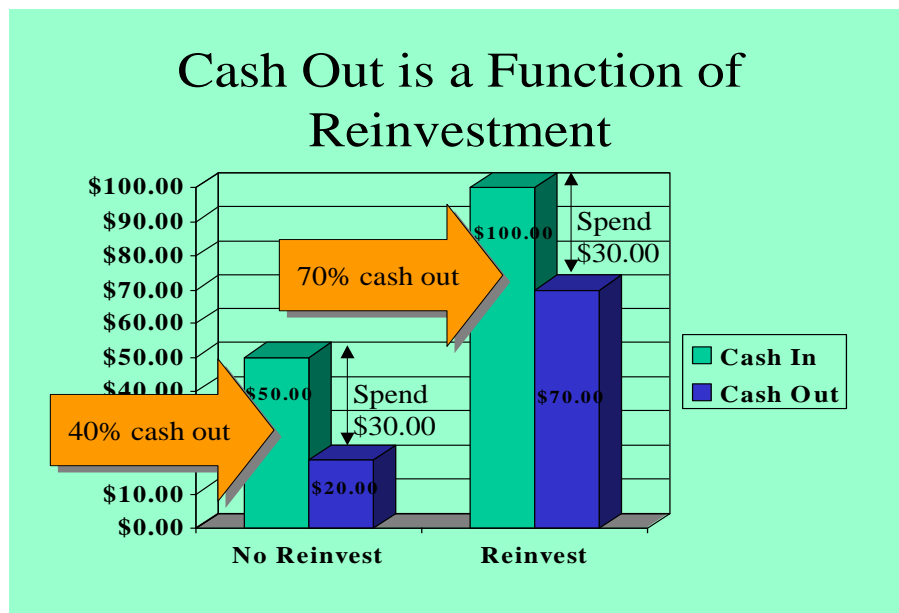 Cash Out is a Function of
Reinvestment
$100.00
$90.00
$80.00
$70.00
$60.00
$50.00
$40.00
$10.00
$0.00
$100.00
Spend
$30.00
70% cash out
$50.00
Spend
$30.00
40% cash out
$20.00
$70.00
Cash In
Cash Out
No Reinvest
Reinvest